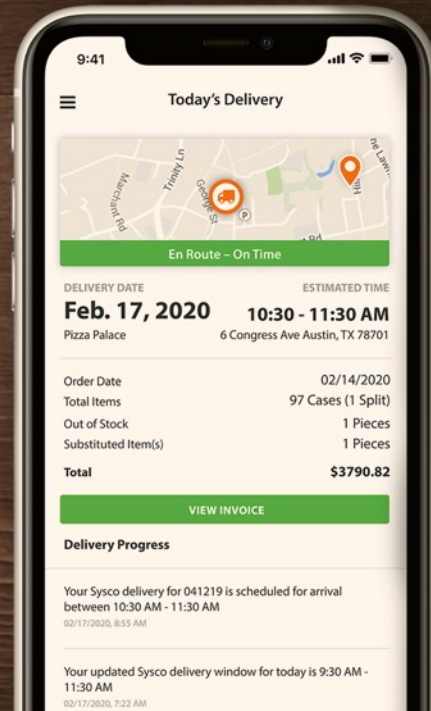 9:41
Today's Delivery
Marchant Rd
Trinity Ln
George St
P
Hill
ne Law
Rd
En Route – On Time
DELIVERY DATE
ESTIMATED TIME
Feb. 17, 2020
10:30 - 11:30 AM
Pizza Palace
6 Congress Ave Austin, TX 78701
Order Date
02/14/2020
Total Items
97 Cases (1 Split)
Out of Stock
1 Pieces
Substituted Item(s)
1 Pieces
Total
$3790.82
VIEW INVOICE
Delivery Progress
Your Sysco delivery for 041219 is scheduled for arrival
between 10:30 AM - 11:30 AM
02/17/2020, 8:55 AM
Your updated Sysco delivery window for today is 9:30 AM -
11:30 AM
02/17/2020, 7:22 AM